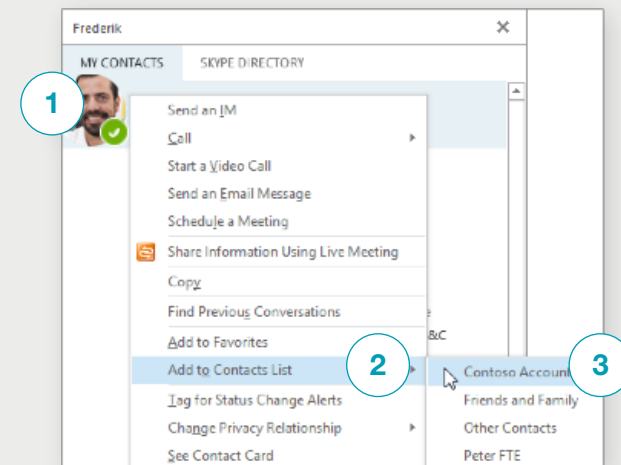 Frederik
MY CONTACTS SKYPE DIRECTORY
1
Send an IM
Call
Start a Video Call
Send an Email Message
Schedule a Meeting
Share Information Using Live Meeting
Copy
Find Previous Conversations
&C
Add to Favorites
Add to Contacts List 2
Contoso Account 3
Tag for Status Change Alerts
Friends and Family
Change Privacy Relationship
Other Contacts
See Contact Card
Peter FTE